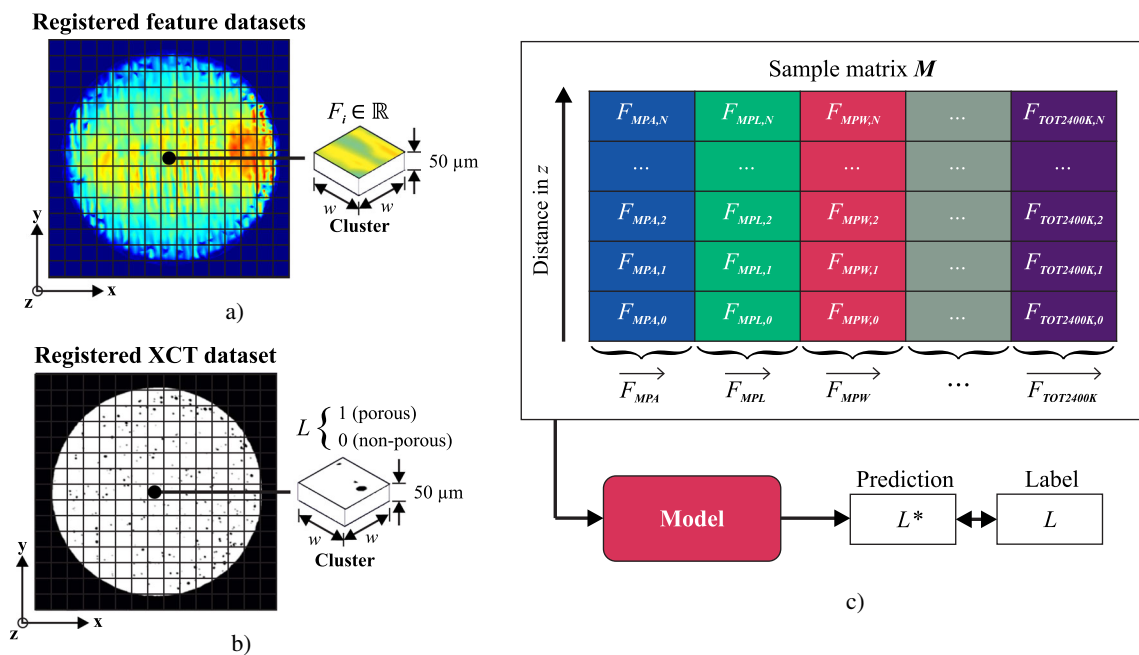 Registered feature datasets
F_i ∈ ℝ
50 µm
w
w
Cluster
y
z
x
a)
Registered XCT dataset
L { 1 (porous)
0 (non-porous)
50 µm
w
w
Cluster
y
z
x
b)
Sample matrix M
Distance in z
F_MPA,N F_MPL,N F_MPW,N ... F_TOT2400K,N
... ... ... ... ...
F_MPA,2 F_MPL,2 F_MPW,2 ... F_TOT2400K,2
F_MPA,1 F_MPL,1 F_MPW,1 ... F_TOT2400K,1
F_MPA,0 F_MPL,0 F_MPW,0 ... F_TOT2400K,0
F_MPA F_MPL F_MPW ... F_TOT2400K
Prediction Label
Model L* L
c)